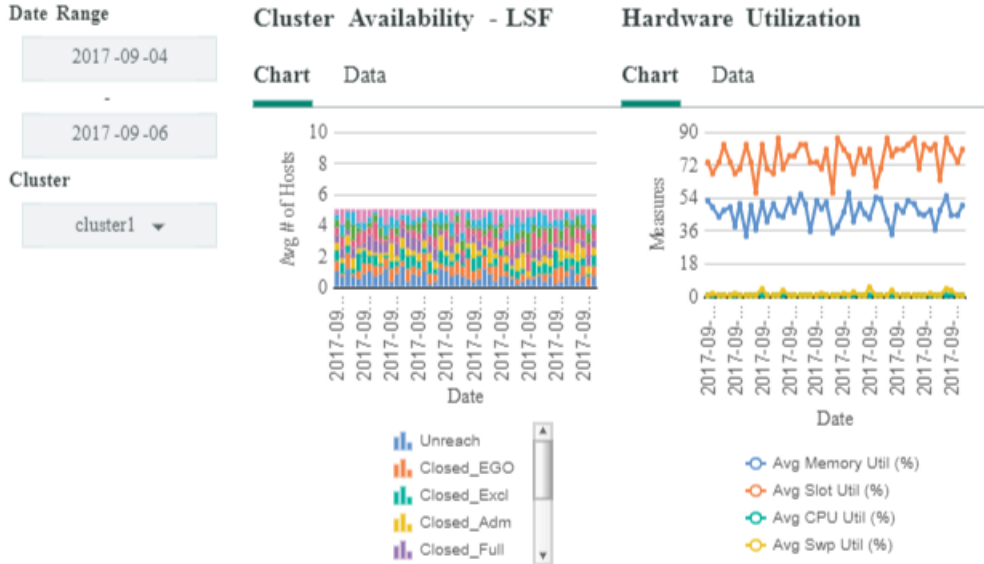 Date Range
2017-09-04
-
2017-09-06
Cluster
cluster1
Cluster Availability - LSF
Chart Data
10
8
6
4
2
0
Avg # of Hosts
2017-09...
2017-09...
2017-09...
2017-09...
2017-09...
2017-09...
2017-09...
2017-09...
2017-09...
2017-09...
Date
Unreach
Closed_EGO
Closed_Excl
Closed_Adm
Closed_Full
Hardware Utilization
Chart Data
90
72
54
36
18
0
Measures
2017-09-...
2017-09-...
2017-09-...
2017-09-...
2017-09-...
2017-09-...
2017-09-...
2017-09-...
2017-09-...
2017-09-...
Date
Avg Memory Util (%)
Avg Slot Util (%)
Avg CPU Util (%)
Avg Swp Util (%)